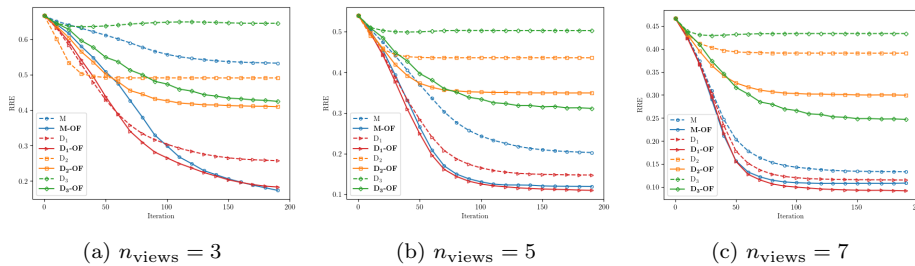 0.6
0.5
0.4
0.3
0.2
RRE
M
M-OF
D₁
D₁-OF
D₂
D₂-OF
D₃
D₃-OF
0 50 100 150 200
Iteration
(a) n_views = 3
0.5
0.4
0.3
0.2
0.1
RRE
M
M-OF
D₁
D₁-OF
D₂
D₂-OF
D₃
D₃-OF
0 50 100 150 200
Iteration
(b) n_views = 5
0.45
0.40
0.35
0.30
0.25
0.20
0.15
0.10
RRE
M
M-OF
D₁
D₁-OF
D₂
D₂-OF
D₃
D₃-OF
0 50 100 150 200
Iteration
(c) n_views = 7